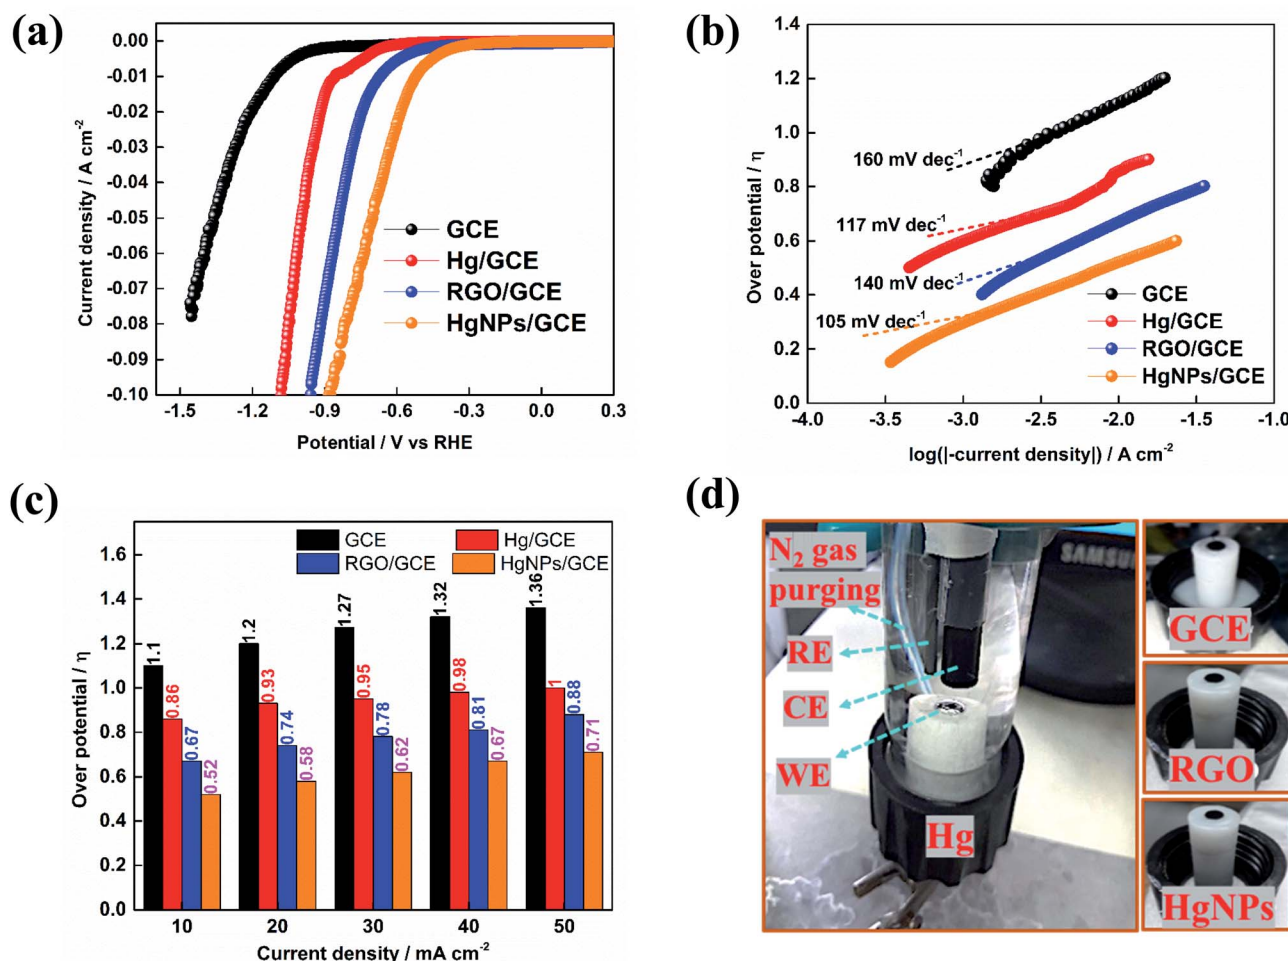 (a)
0.00
-0.01
-0.02
-0.03
-0.04
-0.05
-0.06
-0.07
-0.08
-0.09
-0.10
Current density / A cm-2
GCE
Hg/GCE
RGO/GCE
HgNPs/GCE
-1.5 -1.2 -0.9 -0.6 -0.3 0.0 0.3
Potential / V vs RHE
(b)
1.4
1.2
1.0
0.8
0.6
0.4
0.2
0.0
Over potential / η
160 mV dec-1
117 mV dec-1
140 mV dec-1
105 mV dec-1
GCE
Hg/GCE
RGO/GCE
HgNPs/GCE
-4.0 -3.5 -3.0 -2.5 -2.0 -1.5 -1.0
log(|-current density|) / A cm-2
(c)
1.6
1.4
1.2
1.0
0.8
0.6
0.4
0.2
0.0
Over potential / η
GCE Hg/GCE
RGO/GCE HgNPs/GCE
1.1 0.86 0.67 0.52
1.2 0.93 0.74 0.58
1.27 0.95 0.78 0.62
1.32 0.98 0.81 0.67
1.36 1 0.88 0.71
10 20 30 40 50
Current density / mA cm-2
(d)
N2 gas
purging
RE
CE
WE
Hg
SAMSU
GCE
RGO
HgNPs